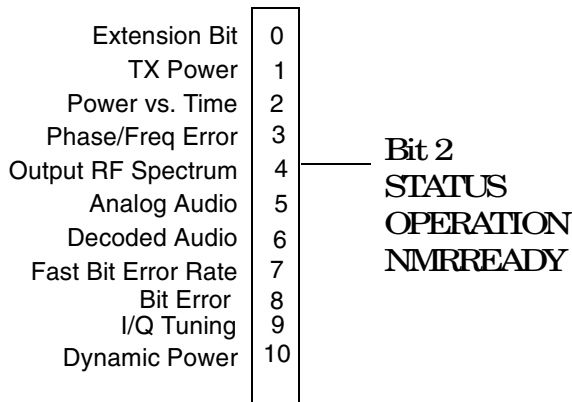 Extension Bit 0
TX Power 1
Power vs. Time 2
Phase/Freq Error 3
Output RF Spectrum 4
Analog Audio 5
Decoded Audio 6
Fast Bit Error Rate 7
Bit Error 8
I/Q Tuning 9
Dynamic Power 10
Bit 2
STATUS
OPERATION
NMRREADY